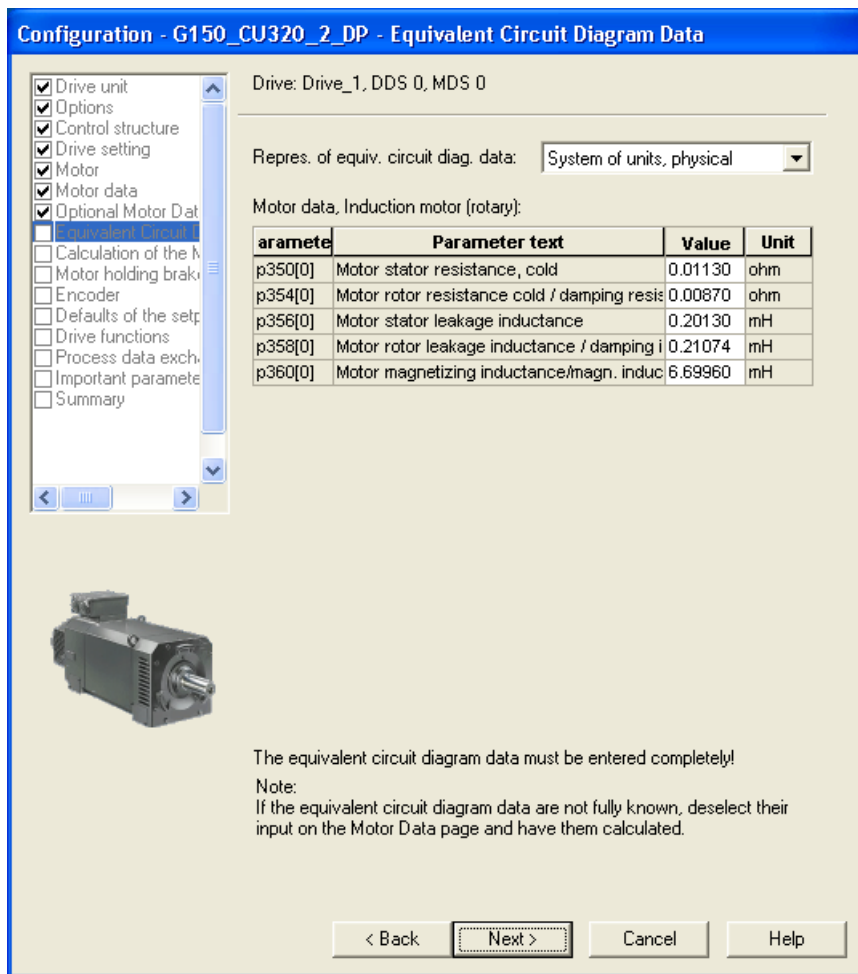 Configuration - G150_CU320_2_DP - Equivalent Circuit Diagram Data
Drive unit
Options
Control structure
Drive setting
Motor
Motor data
Optional Motor Dat
Equivalent Circuit D
Calculation of the M
Motor holding brak
Encoder
Defaults of the setp
Drive functions
Process data exch
Important paramete
Summary
Drive: Drive_1, DDS 0, MDS 0
Repres. of equiv. circuit diag. data: System of units, physical
Motor data, Induction motor (rotary):
aramete Parameter text Value Unit
p350[0] Motor stator resistance, cold 0.01130 ohm
p354[0] Motor rotor resistance cold / damping resis 0.00870 ohm
p356[0] Motor stator leakage inductance 0.20130 mH
p358[0] Motor rotor leakage inductance / damping i 0.21074 mH
p360[0] Motor magnetizing inductance/magn. induc 6.69960 mH
The equivalent circuit diagram data must be entered completely!
Note:
If the equivalent circuit diagram data are not fully known, deselect their
input on the Motor Data page and have them calculated.
< Back Next > Cancel Help